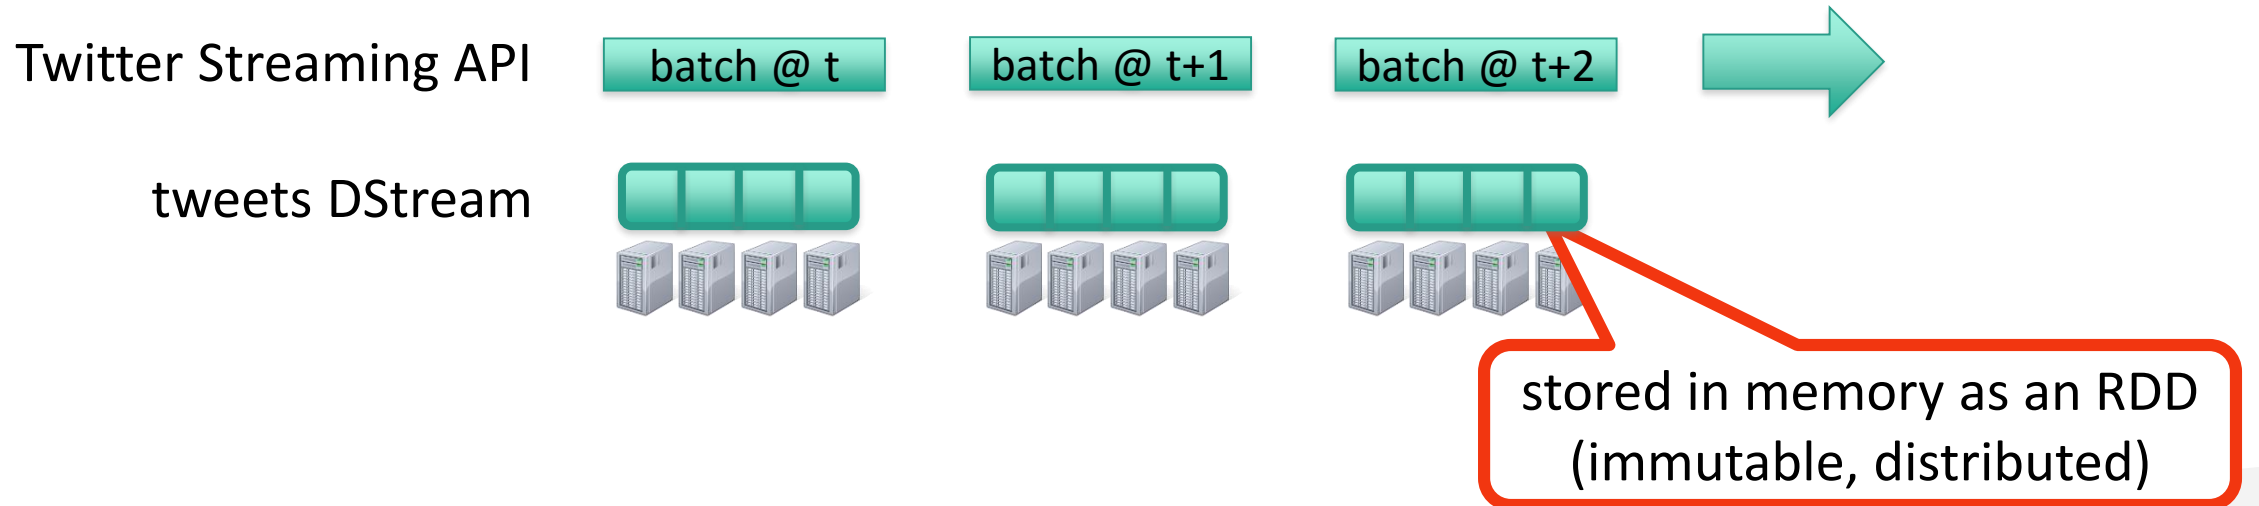 Twitter Streaming API
batch @ t
batch @ t+1
batch @ t+2
tweets DStream
stored in memory as an RDD
(immutable, distributed)